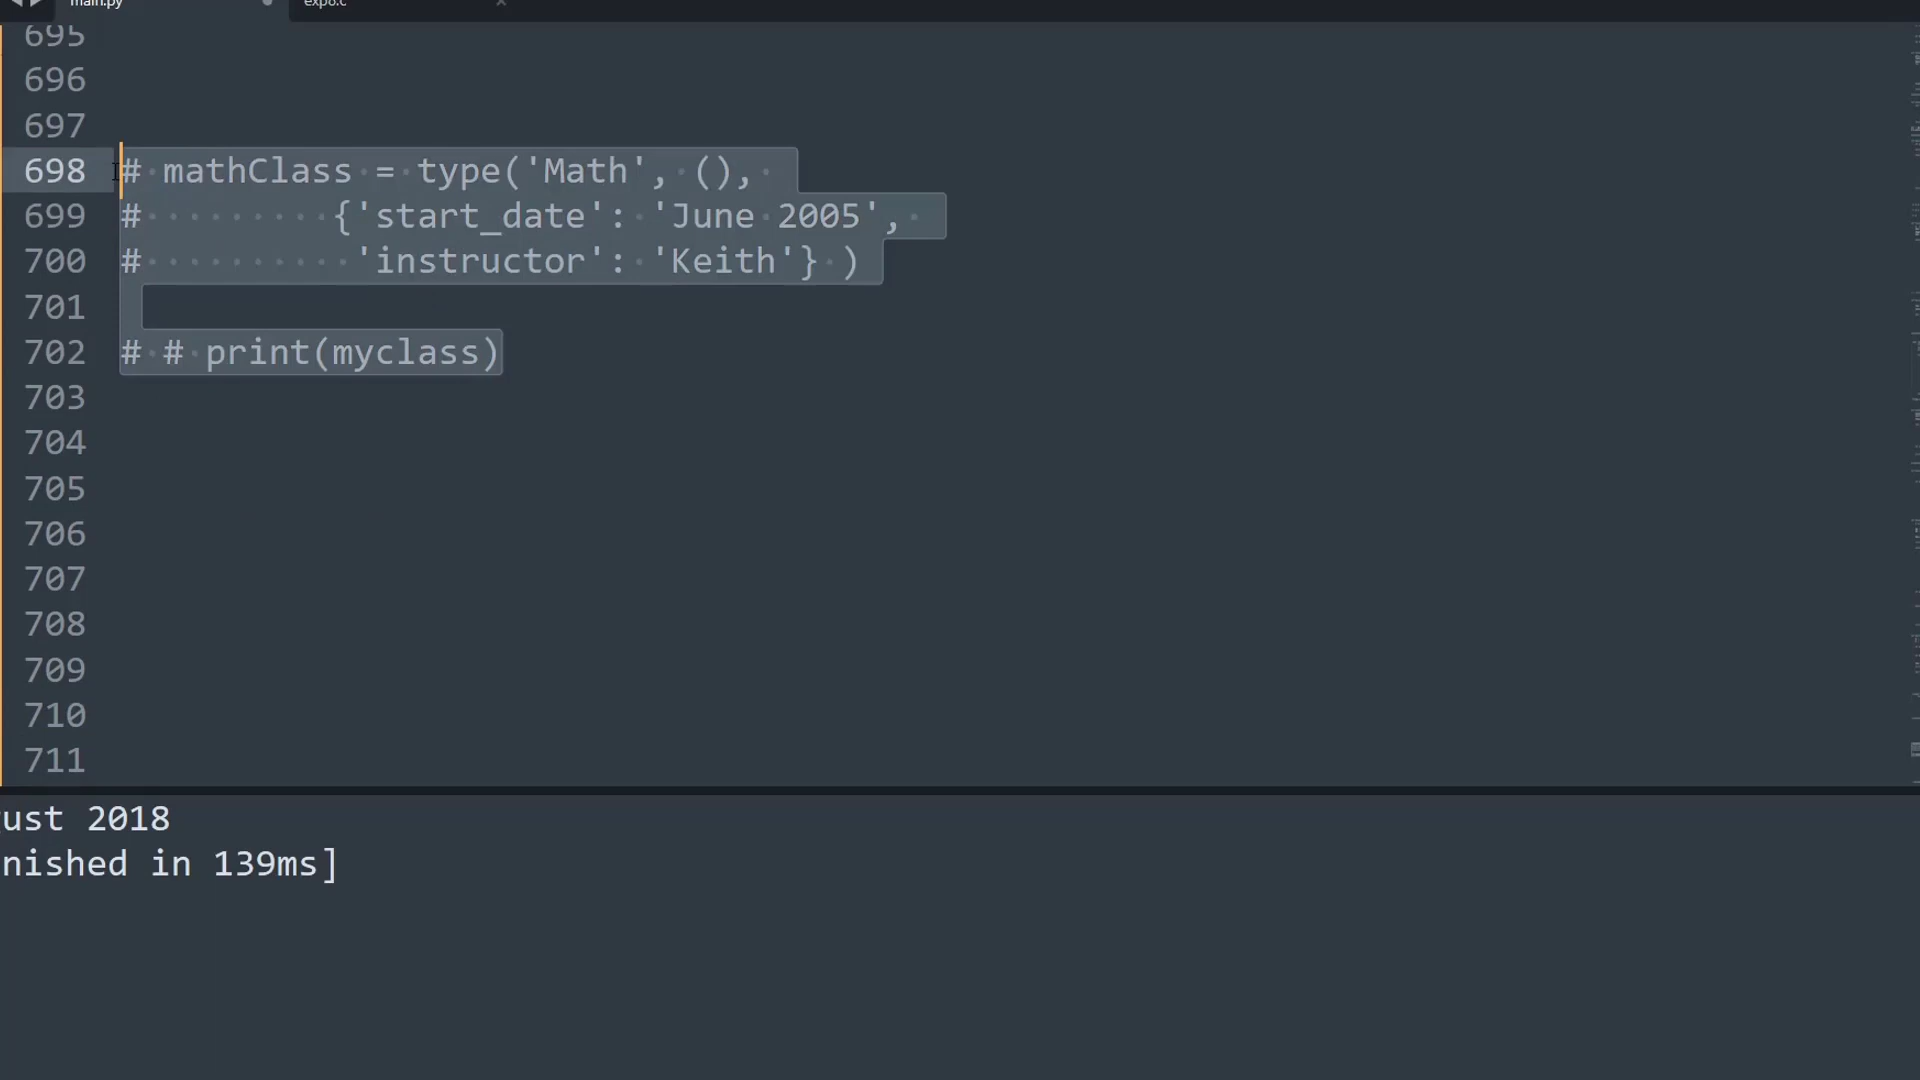 main.py expo.c
695
696
697
698 # mathClass = type('Math', (),
699 # {'start_date': 'June 2005',
700 # 'instructor': 'Keith'} )
701
702 # # print(myclass)
703
704
705
706
707
708
709
710
711
ust 2018
nished in 139ms]